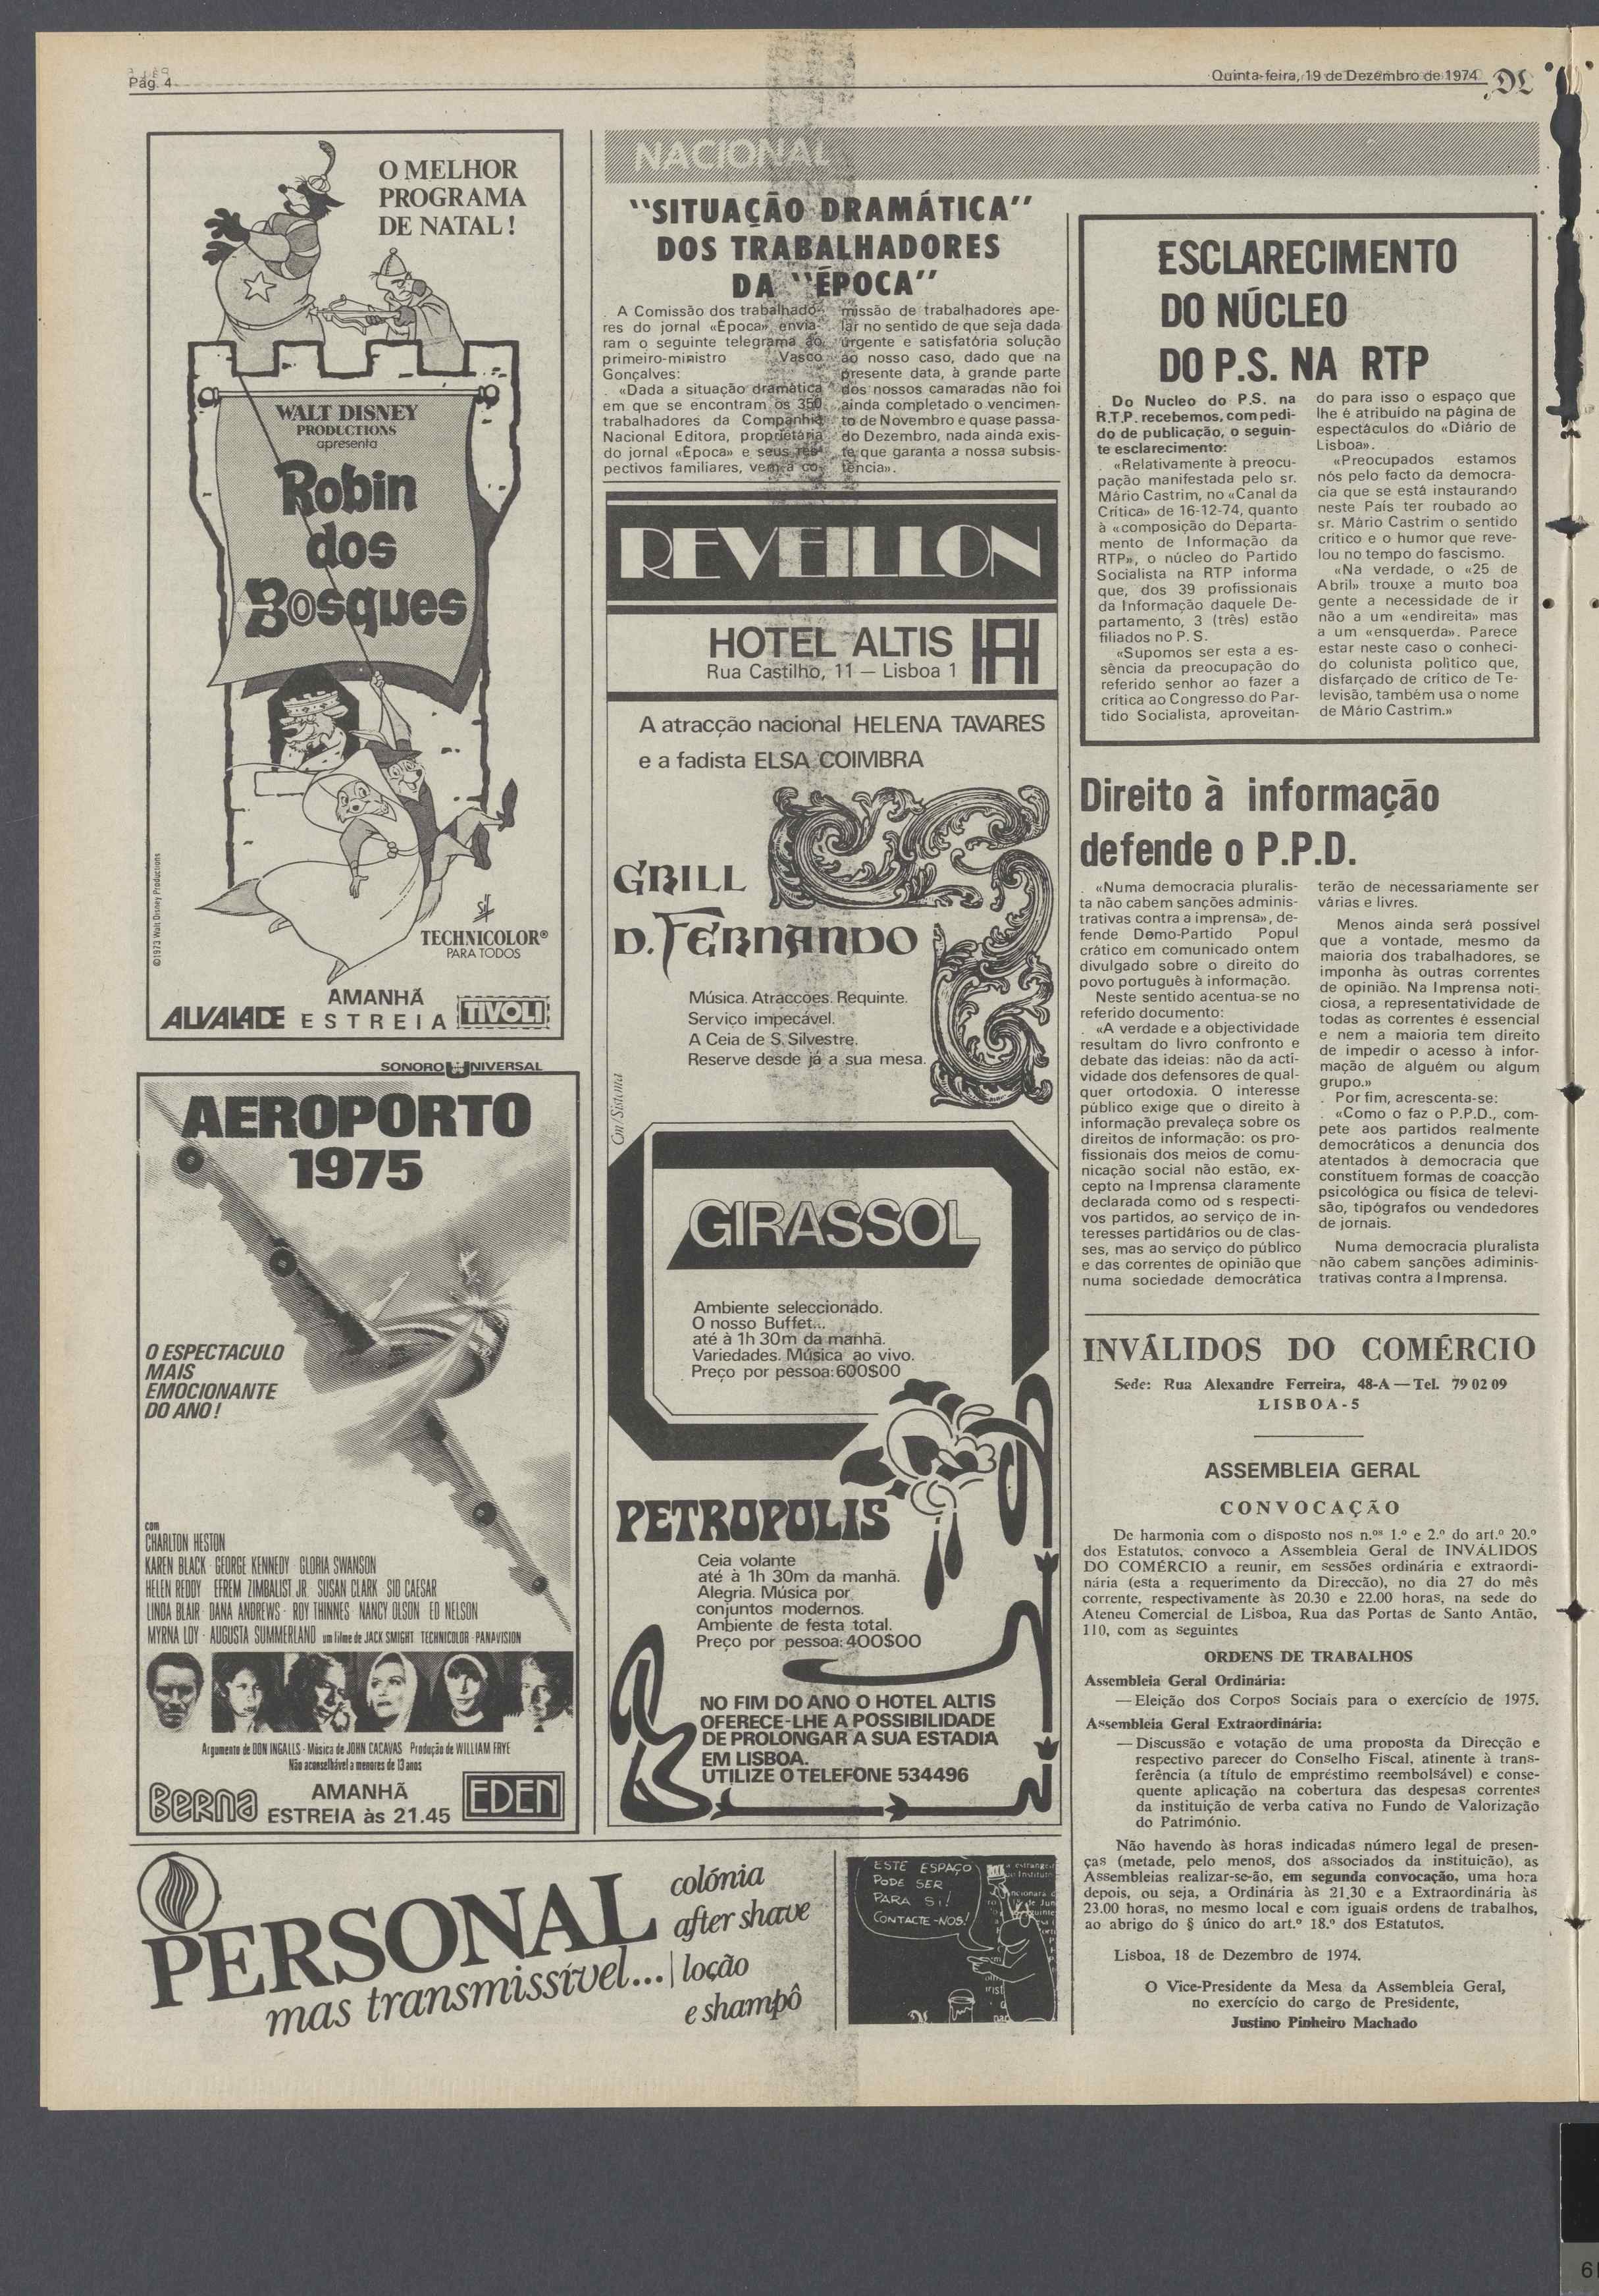 Pág. 4
Quinta-feira, 19 de Dezembro de 1974
DL
O MELHOR
PROGRAMA
DE NATAL!
WALT DISNEY
PRODUCTIONS
apresenta
Robin
dos
Bosques
©1973 Walt Disney Productions
TECHNICOLOR®
PARA TODOS
AMANHÃ
ALVALADE ESTREIA TIVOLI
SONORO UNIVERSAL
AEROPORTO
1975
O ESPECTACULO
MAIS
EMOCIONANTE
DO ANO!
com
CHARLTON HESTON
KAREN BLACK · GEORGE KENNEDY · GLORIA SWANSON
HELEN REDDY EFREM ZIMBALIST JR. SUSAN CLARK · SID CAESAR
LINDA BLAIR · DANA ANDREWS · ROY THINNES · NANCY OLSON ED NELSON
MYRNA LOY · AUGUSTA SUMMERLAND um filme de JACK SMIGHT TECHNICOLOR · PANAVISION
Argumento de DON INGALLS · Música de JOHN CACAVAS Produção de WILLIAM FRYE
Não aconselhável a menores de 13 anos
Berna
AMANHÃ
ESTREIA às 21.45
EDEN
NACIONAL
"SITUAÇÃO DRAMÁTICA"
DOS TRABALHADORES
DA "ÉPOCA"
A Comissão dos trabalhado-
res do jornal «Época» envia-
ram o seguinte telegrama ao
primeiro-ministro Vasco
Gonçalves:
«Dada a situação dramática
em que se encontram os 350
trabalhadores da Companhia
Nacional Editora, proprietária
do jornal «Época» e seus res-
pectivos familiares, vem a co-
missão de trabalhadores ape-
lar no sentido de que seja dada
urgente e satisfatória solução
ao nosso caso, dado que na
presente data, à grande parte
dos nossos camaradas não foi
ainda completado o vencimen-
to de Novembro e quase passa-
do Dezembro, nada ainda exis-
te que garanta a nossa subsis-
tência».
REVEILLON
HOTEL ALTIS
Rua Castilho, 11 — Lisboa 1
A atracção nacional HELENA TAVARES
e a fadista ELSA COIMBRA
GRILL
D. FERNANDO
Música. Atracções. Requinte.
Serviço impecável.
A Ceia de S. Silvestre.
Reserve desde já a sua mesa.
GIRASSOL
Ambiente seleccionado.
O nosso Buffet...
até à 1h 30m da manhã.
Variedades. Música ao vivo.
Preço por pessoa: 600$00
PETROPOLIS
Ceia volante
até à 1h 30m da manhã.
Alegria. Música por
conjuntos modernos.
Ambiente de festa total.
Preço por pessoa: 400$00
NO FIM DO ANO O HOTEL ALTIS
OFERECE-LHE A POSSIBILIDADE
DE PROLONGAR A SUA ESTADIA
EM LISBOA.
UTILIZE O TELEFONE 534496
ESCLARECIMENTO
DO NÚCLEO
DO P.S. NA RTP
Do Nucleo do P.S. na
R.T.P. recebemos, com pedi-
do de publicação, o seguin-
te esclarecimento:
«Relativamente à preocu-
pação manifestada pelo sr.
Mário Castrim, no «Canal da
Crítica» de 16-12-74, quanto
à «composição do Departa-
mento de Informação da
RTP», o núcleo do Partido
Socialista na RTP informa
que, dos 39 profissionais
da Informação daquele De-
partamento, 3 (três) estão
filiados no P. S.
«Supomos ser esta a es-
sência da preocupação do
referido senhor ao fazer a
crítica ao Congresso do Par-
tido Socialista, aproveitan-
do para isso o espaço que
lhe é atribuído na página de
espectáculos do «Diário de
Lisboa».
«Preocupados estamos
nós pelo facto da democra-
cia que se está instaurando
neste País ter roubado ao
sr. Mário Castrim o sentido
crítico e o humor que reve-
lou no tempo do fascismo.
«Na verdade, o «25 de
Abril» trouxe a muito boa
gente a necessidade de ir
não a um «endireita» mas
a um «ensquerda». Parece
estar neste caso o conheci-
do colunista político que,
disfarçado de crítico de Te-
levisão, também usa o nome
de Mário Castrim.»
Direito à informação
defende o P.P.D.
«Numa democracia pluralis-
ta não cabem sanções adminis-
trativas contra a imprensa», de-
fende Demo-Partido Popul
crático em comunicado ontem
divulgado sobre o direito do
povo português à informação.
Neste sentido acentua-se no
referido documento:
«A verdade e a objectividade
resultam do livro confronto e
debate das ideias: não da acti-
vidade dos defensores de qual-
quer ortodoxia. O interesse
público exige que o direito à
informação prevaleça sobre os
direitos de informação: os pro-
fissionais dos meios de comu-
nicação social não estão, ex-
cepto na Imprensa claramente
declarada como od s respecti-
vos partidos, ao serviço de in-
teresses partidários ou de clas-
ses, mas ao serviço do público
e das correntes de opinião que
numa sociedade democrática
terão de necessariamente ser
várias e livres.
Menos ainda será possível
que a vontade, mesmo da
maioria dos trabalhadores, se
imponha às outras correntes
de opinião. Na Imprensa noti-
ciosa, a representatividade de
todas as correntes é essencial
e nem a maioria tem direito
de impedir o acesso à infor-
mação de alguém ou algum
grupo.»
Por fim, acrescenta-se:
«Como o faz o P.P.D., com-
pete aos partidos realmente
democráticos a denuncia dos
atentados à democracia que
constituem formas de coacção
psicológica ou física de televi-
são, tipógrafos ou vendedores
de jornais.
Numa democracia pluralista
não cabem sanções adiminis-
trativas contra a Imprensa.
INVÁLIDOS DO COMÉRCIO
Sede: Rua Alexandre Ferreira, 48-A — Tel. 79 02 09
LISBOA-5
ASSEMBLEIA GERAL
CONVOCAÇÃO
De harmonia com o disposto nos n.os 1.º e 2.º do art.º 20.º
dos Estatutos, convoco a Assembleia Geral de INVÁLIDOS
DO COMÉRCIO a reunir, em sessões ordinária e extraordi-
nária (esta a requerimento da Direcção), no dia 27 do mês
corrente, respectivamente às 20.30 e 22.00 horas, na sede do
Ateneu Comercial de Lisboa, Rua das Portas de Santo Antão,
110, com as seguintes
ORDENS DE TRABALHOS
Assembleia Geral Ordinária:
— Eleição dos Corpos Sociais para o exercício de 1975.
Assembleia Geral Extraordinária:
— Discussão e votação de uma proposta da Direcção e
respectivo parecer do Conselho Fiscal, atinente à trans-
ferência (a título de empréstimo reembolsável) e conse-
quente aplicação na cobertura das despesas correntes
da instituição de verba cativa no Fundo de Valorização
do Património.
Não havendo às horas indicadas número legal de presen-
ças (metade, pelo menos, dos associados da instituição), as
Assembleias realizar-se-ão, em segunda convocação, uma hora
depois, ou seja, a Ordinária às 21.30 e a Extraordinária às
23.00 horas, no mesmo local e com iguais ordens de trabalhos,
ao abrigo do § único do art.º 18.º dos Estatutos.
Lisboa, 18 de Dezembro de 1974.
O Vice-Presidente da Mesa da Assembleia Geral,
no exercício do cargo de Presidente,
Justino Pinheiro Machado
PERSONAL
mas transmissível...
colónia
after shave
loção
e shampô
ESTE ESPAÇO
PODE SER
PARA SI!
CONTACTE-NOS!